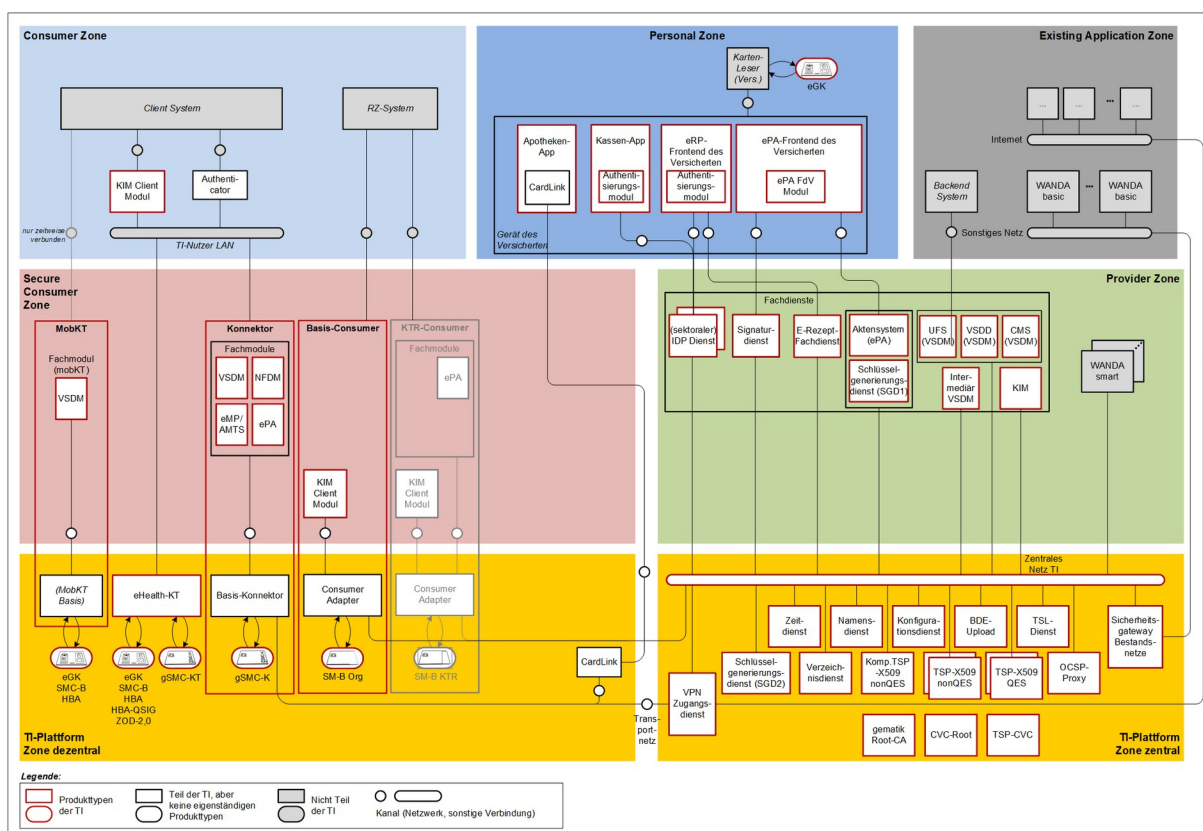 Consumer Zone
Client System
RZ-System
KIM Client
Modul
Authenti-
cator
nur zeitweise
verbunden
TI-Nutzer LAN
Personal Zone
Karten-
Leser
(Vers.)
eGK
Apotheken-
App
CardLink
Kassen-App
Authenti-
sierungs-
modul
eRP-
Frontend des
Versicherten
Authenti-
sierungs-
modul
ePA-Frontend des
Versicherten
ePA FdV
Modul
Gerät des
Versicherten
Existing Application Zone
...
...
...
...
Internet
Backend
System
WANDA
basic
...
WANDA
basic
Sonstiges Netz
Secure
Consumer
Zone
MobKT
Fachmodul
(mobKT)
VSDM
Konnektor
Fachmodule
VSDM
NFDM
eMP/
AMTS
ePA
Basis-Consumer
KIM
Client
Modul
KTR-Consumer
Fachmodule
ePA
KIM
Client
Modul
Provider Zone
Fachdienste
(sektoraler)
IDP Dienst
Signatur-
dienst
E-Rezept-
Fachdienst
Aktensystem
(ePA)
Schlüssel-
generierungs-
dienst (SGD1)
UFS
(VSDM)
VSDD
(VSDM)
CMS
(VSDM)
Inter-
mediär
VSDM
KIM
WANDA
smart
(MobKT
Basis)
eHealth-KT
Basis-Konnektor
Consumer
Adapter
Consumer
Adapter
eGK
SMC-B
HBA
eGK
SMC-B
HBA
HBA-QSIG
ZOD-2,0
gSMC-KT
gSMC-K
SM-B Org
SM-B KTR
CardLink
Trans-
port-
netz
TI-Plattform
Zone dezentral
Zentrales
Netz TI
Zeit-
dienst
Namens-
dienst
Konfigu-
rationsdienst
BDE-
Upload
TSL-
Dienst
Sicherheits-
gateway
Bestands-
netze
VPN
Zugangs-
dienst
Schlüssel-
generierungs-
dienst (SGD2)
Verzeich-
nisdienst
Komp.TSP
-X509
nonQES
TSP-X509
nonQES
TSP-X509
QES
OCSP-
Proxy
gematik
Root-CA
CVC-Root
TSP-CVC
TI-Plattform
Zone zentral
Legende:
Produkttypen
der TI
Teil der TI, aber
keine eigenständigen
Produkttypen
Nicht Teil
der TI
Kanal (Netzwerk, sonstige Verbindung)